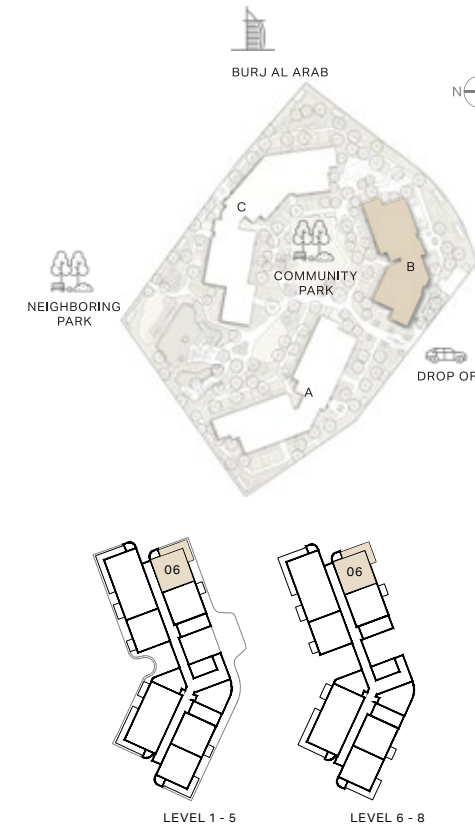 BURJ AL ARAB
N
C
B
COMMUNITY
PARK
NEIGHBORING
PARK
DROP OF
A
06
06
LEVEL 1 - 5
LEVEL 6 - 8